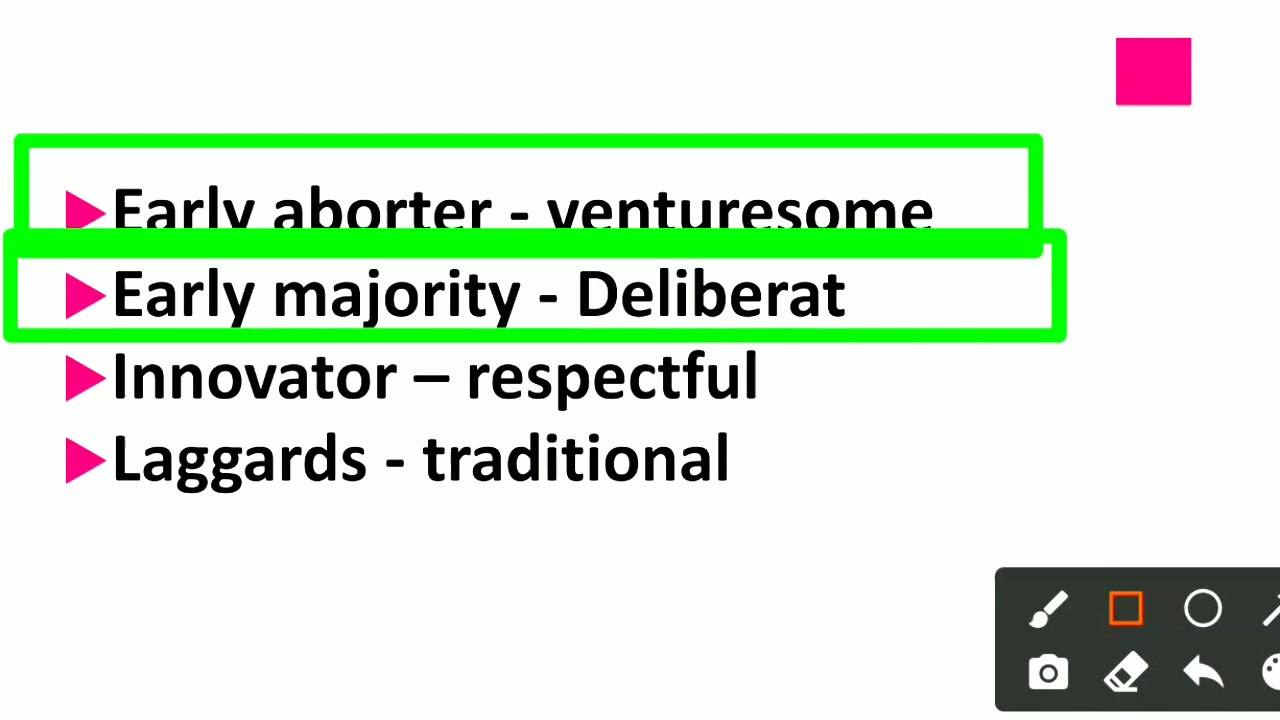 Early aborter - venturesome
Early majority - Deliberat
Innovator – respectful
Laggards - traditional